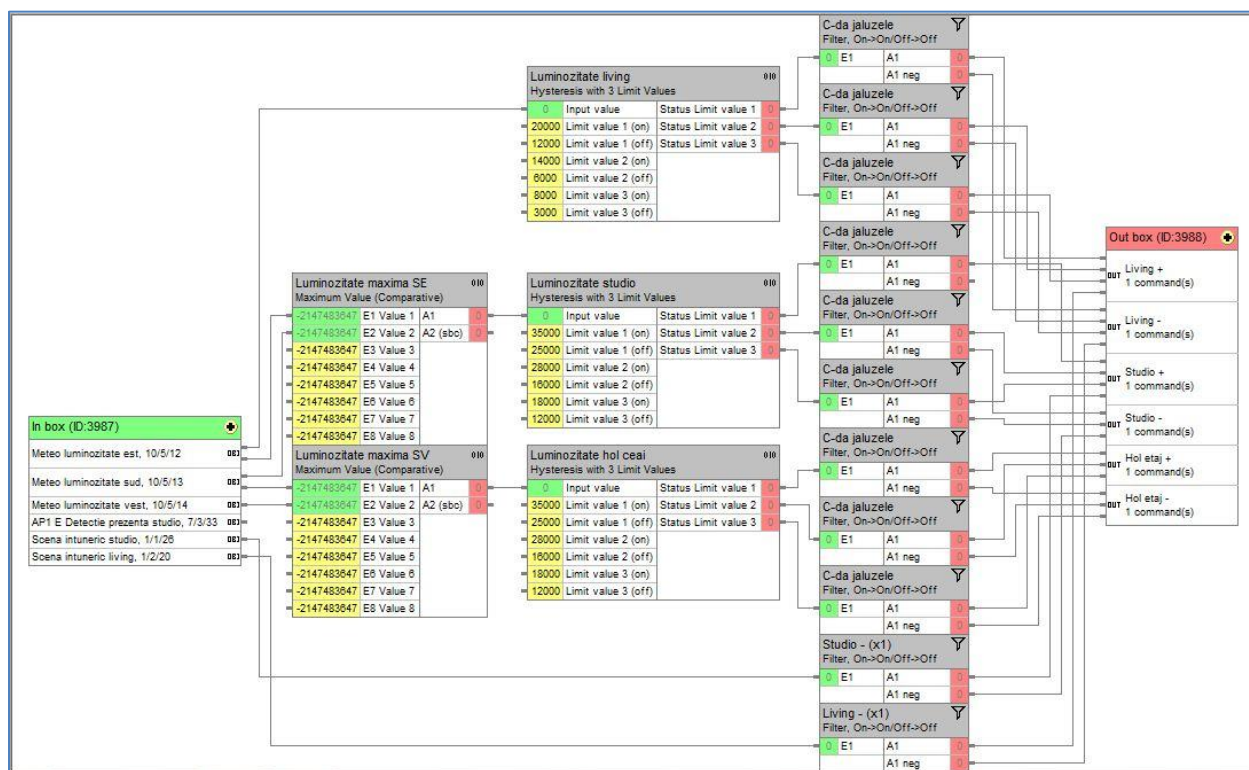 In box (ID:3987)
Meteo luminozitate est, 10/5/12
Meteo luminozitate sud, 10/5/13
Meteo luminozitate vest, 10/5/14
AP1 E Detectie prezenta studio, 7/3/33
Scena intuneric studio, 1/1/26
Scena intuneric living, 1/2/20
Luminozitate maxima SE
Maximum Value (Comparative)
-2147483647 E1 Value 1 A1 0
-2147483647 E2 Value 2 A2 (sbc) 0
-2147483647 E3 Value 3
-2147483647 E4 Value 4
-2147483647 E5 Value 5
-2147483647 E6 Value 6
-2147483647 E7 Value 7
-2147483647 E8 Value 8
Luminozitate maxima SV
Maximum Value (Comparative)
-2147483647 E1 Value 1 A1 0
-2147483647 E2 Value 2 A2 (sbc) 0
-2147483647 E3 Value 3
-2147483647 E4 Value 4
-2147483647 E5 Value 5
-2147483647 E6 Value 6
-2147483647 E7 Value 7
-2147483647 E8 Value 8
Luminozitate living
Hysteresis with 3 Limit Values
0 Input value Status Limit value 1 0
20000 Limit value 1 (on) Status Limit value 2 0
12000 Limit value 1 (off) Status Limit value 3 0
14000 Limit value 2 (on)
6000 Limit value 2 (off)
8000 Limit value 3 (on)
3000 Limit value 3 (off)
Luminozitate studio
Hysteresis with 3 Limit Values
0 Input value Status Limit value 1 0
35000 Limit value 1 (on) Status Limit value 2 0
25000 Limit value 1 (off) Status Limit value 3 0
28000 Limit value 2 (on)
16000 Limit value 2 (off)
18000 Limit value 3 (on)
12000 Limit value 3 (off)
Luminozitate hol ceai
Hysteresis with 3 Limit Values
0 Input value Status Limit value 1 0
35000 Limit value 1 (on) Status Limit value 2 0
25000 Limit value 1 (off) Status Limit value 3 0
28000 Limit value 2 (on)
16000 Limit value 2 (off)
18000 Limit value 3 (on)
12000 Limit value 3 (off)
C-da jaluzele
Filter, On->On/Off->Off
0 E1 A1 0
A1 neg 0
C-da jaluzele
Filter, On->On/Off->Off
0 E1 A1 0
A1 neg 0
C-da jaluzele
Filter, On->On/Off->Off
0 E1 A1 0
A1 neg 0
C-da jaluzele
Filter, On->On/Off->Off
0 E1 A1 0
A1 neg 0
C-da jaluzele
Filter, On->On/Off->Off
0 E1 A1 0
A1 neg 0
C-da jaluzele
Filter, On->On/Off->Off
0 E1 A1 0
A1 neg 0
C-da jaluzele
Filter, On->On/Off->Off
0 E1 A1 0
A1 neg 0
C-da jaluzele
Filter, On->On/Off->Off
0 E1 A1 0
A1 neg 0
C-da jaluzele
Filter, On->On/Off->Off
0 E1 A1 0
A1 neg 0
Studio - (x1)
Filter, On->On/Off->Off
0 E1 A1 0
A1 neg 0
Living - (x1)
Filter, On->On/Off->Off
0 E1 A1 0
A1 neg 0
Out box (ID:3988)
OUT Living +
1 command(s)
OUT Living -
1 command(s)
OUT Studio +
1 command(s)
OUT Studio -
1 command(s)
OUT Hol etaj +
1 command(s)
OUT Hol etaj -
1 command(s)